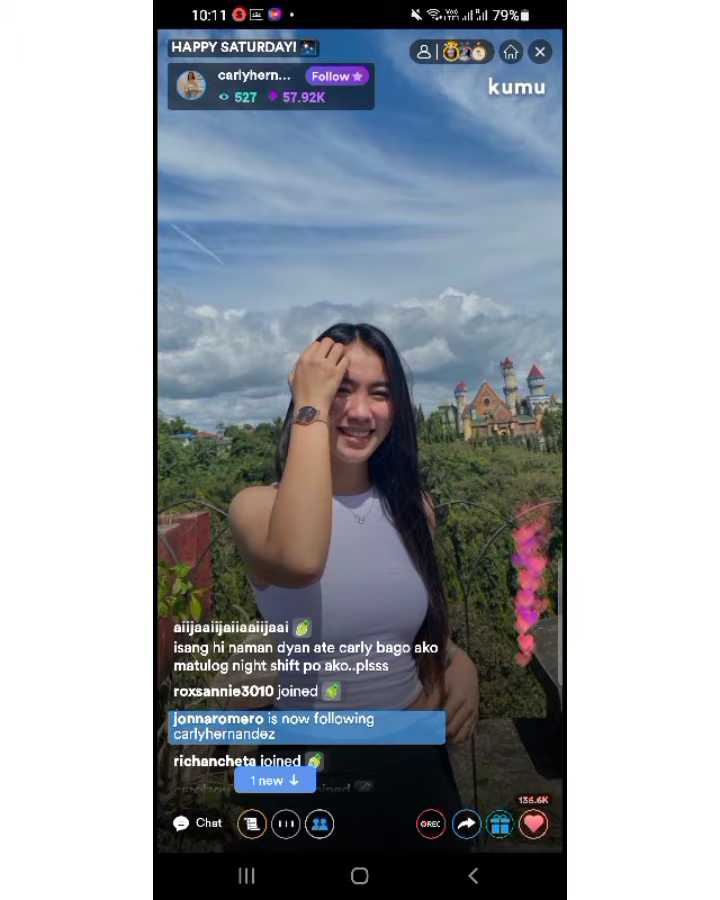 10:11
79%
HAPPY SATURDAY!
carlyhern...
Follow
527
57.92K
kumu
aiijaaiijaiiaaiijaai
isang hi naman dyan ate carly bago ako
matulog night shift po ako..plsss
roxsannie3010 joined
jonnaromero is now following
carlyhernandez
richancheta joined
1 new ↓
136.6K
Chat
REC